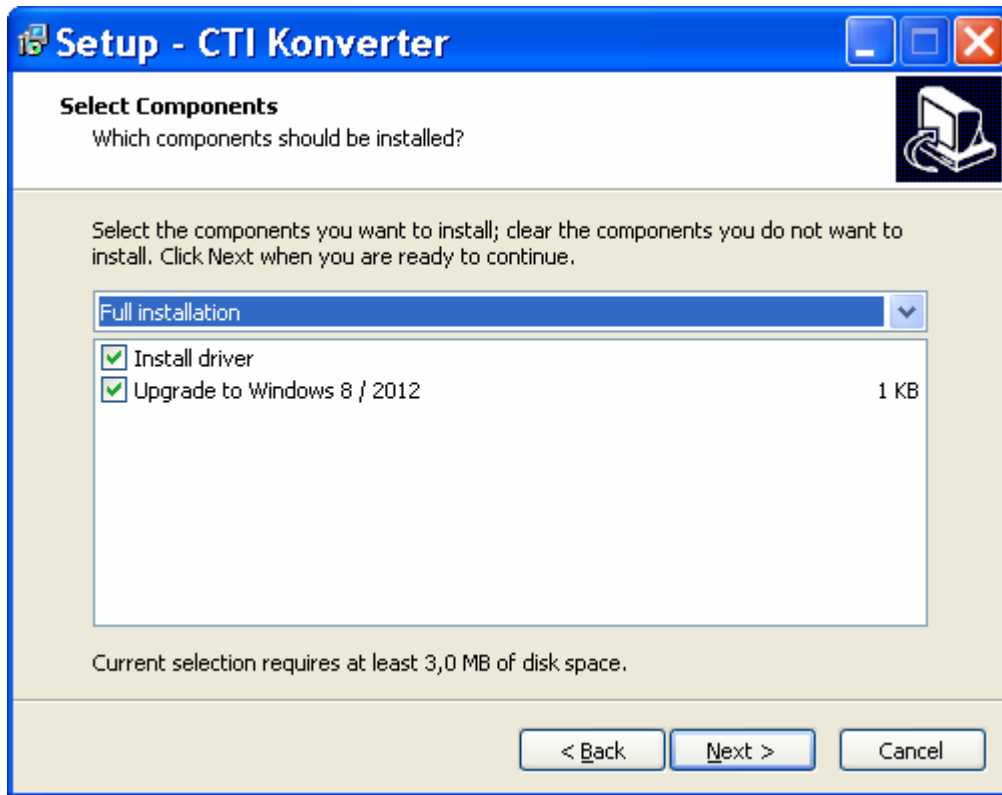 Setup - CTI Konverter
Select Components
Which components should be installed?
Select the components you want to install; clear the components you do not want to
install. Click Next when you are ready to continue.
Full installation
Install driver
Upgrade to Windows 8 / 2012 1 KB
Current selection requires at least 3,0 MB of disk space.
< Back Next > Cancel